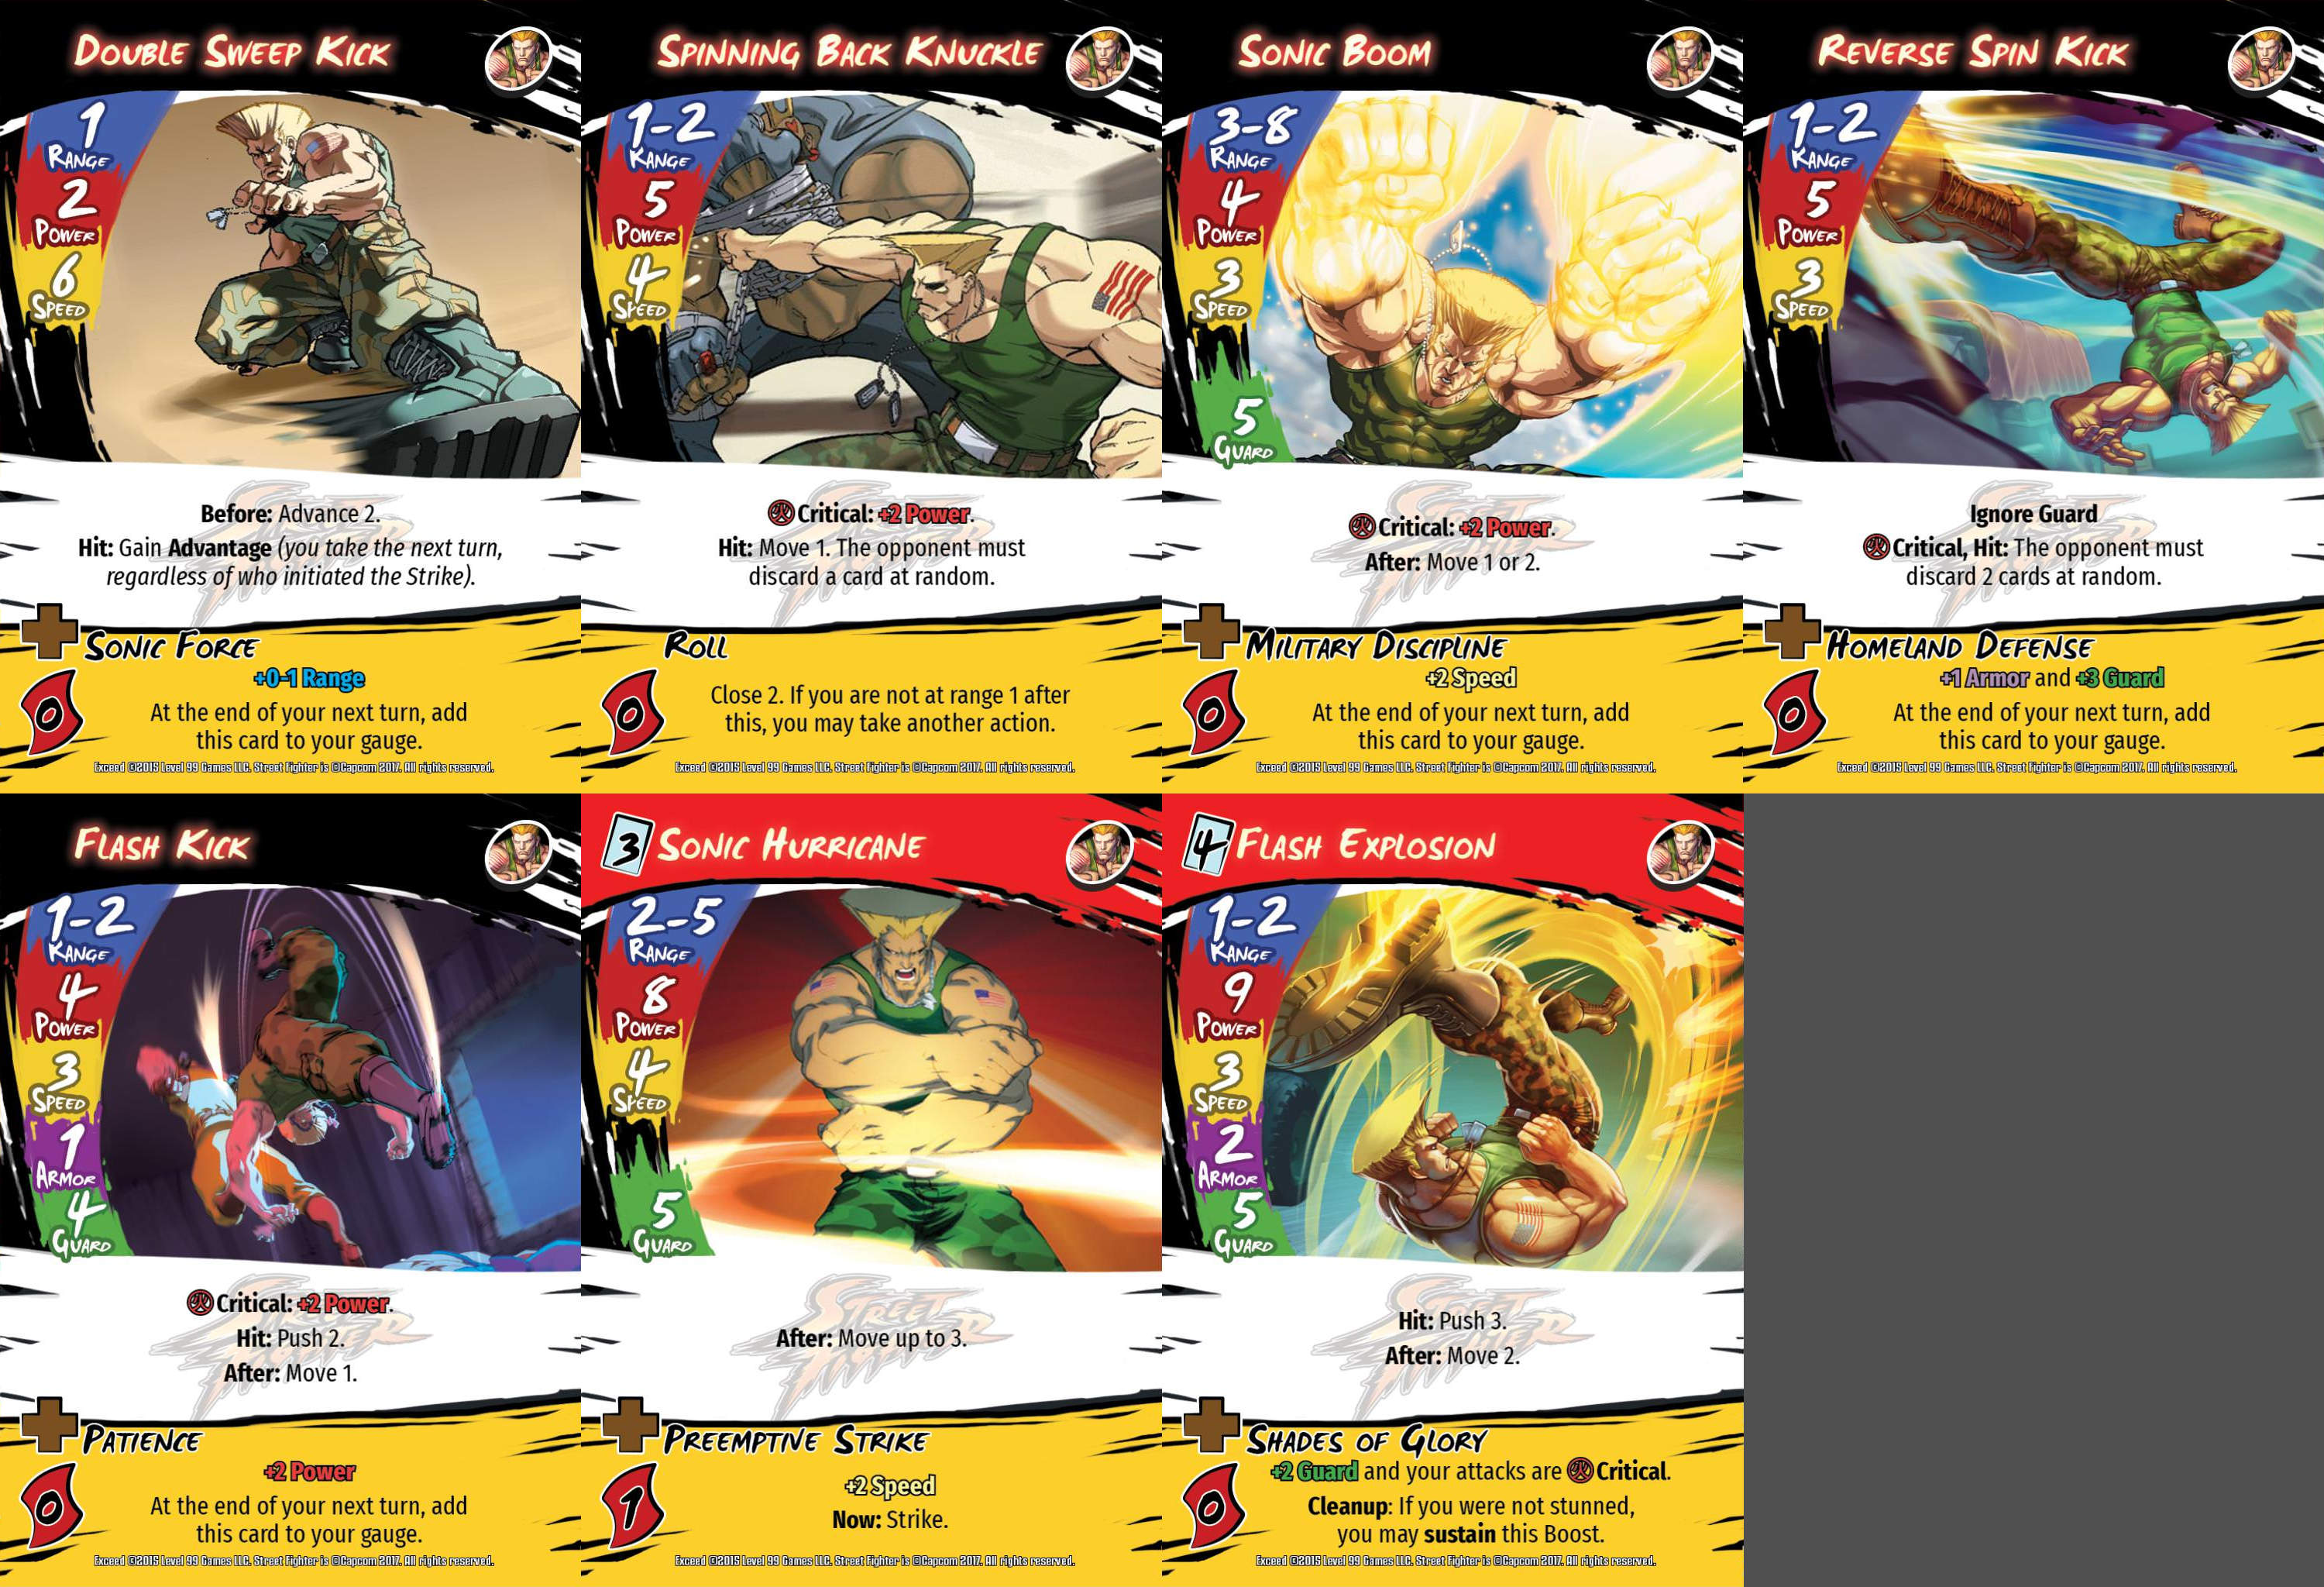 DOUBLE SWEEP KICK
1
RANGE
2
POWER
6
SPEED
Before: Advance 2.
Hit: Gain Advantage (you take the next turn,
regardless of who initiated the Strike).
SONIC FORCE
0
+0-1 Range
At the end of your next turn, add
this card to your gauge.
Exceed ©2015 Level 99 Games LLC. Street Fighter is ©Capcom 2017. All rights reserved.
SPINNING BACK KNUCKLE
1-2
RANGE
5
POWER
4
SPEED
Critical: +2 Power.
Hit: Move 1. The opponent must
discard a card at random.
ROLL
0
Close 2. If you are not at range 1 after
this, you may take another action.
Exceed ©2015 Level 99 Games LLC. Street Fighter is ©Capcom 2017. All rights reserved.
SONIC BOOM
3-8
RANGE
4
POWER
3
SPEED
5
GUARD
Critical: +2 Power.
After: Move 1 or 2.
MILITARY DISCIPLINE
0
+2 Speed
At the end of your next turn, add
this card to your gauge.
Exceed ©2015 Level 99 Games LLC. Street Fighter is ©Capcom 2017. All rights reserved.
REVERSE SPIN KICK
1-2
RANGE
5
POWER
3
SPEED
Ignore Guard
Critical, Hit: The opponent must
discard 2 cards at random.
HOMELAND DEFENSE
0
+1 Armor and +3 Guard
At the end of your next turn, add
this card to your gauge.
Exceed ©2015 Level 99 Games LLC. Street Fighter is ©Capcom 2017. All rights reserved.
FLASH KICK
1-2
RANGE
4
POWER
3
SPEED
1
ARMOR
4
GUARD
Critical: +2 Power.
Hit: Push 2.
After: Move 1.
PATIENCE
0
+2 Power
At the end of your next turn, add
this card to your gauge.
Exceed ©2015 Level 99 Games LLC. Street Fighter is ©Capcom 2017. All rights reserved.
3 SONIC HURRICANE
2-5
RANGE
8
POWER
4
SPEED
5
GUARD
STREET FIGHTER
After: Move up to 3.
PREEMPTIVE STRIKE
1
+2 Speed
Now: Strike.
Exceed ©2015 Level 99 Games LLC. Street Fighter is ©Capcom 2017. All rights reserved.
4 FLASH EXPLOSION
1-2
RANGE
9
POWER
3
SPEED
2
ARMOR
5
GUARD
Hit: Push 3.
After: Move 2.
SHADES OF GLORY
0
+2 Guard and your attacks are Critical.
Cleanup: If you were not stunned,
you may sustain this Boost.
Exceed ©2015 Level 99 Games LLC. Street Fighter is ©Capcom 2017. All rights reserved.